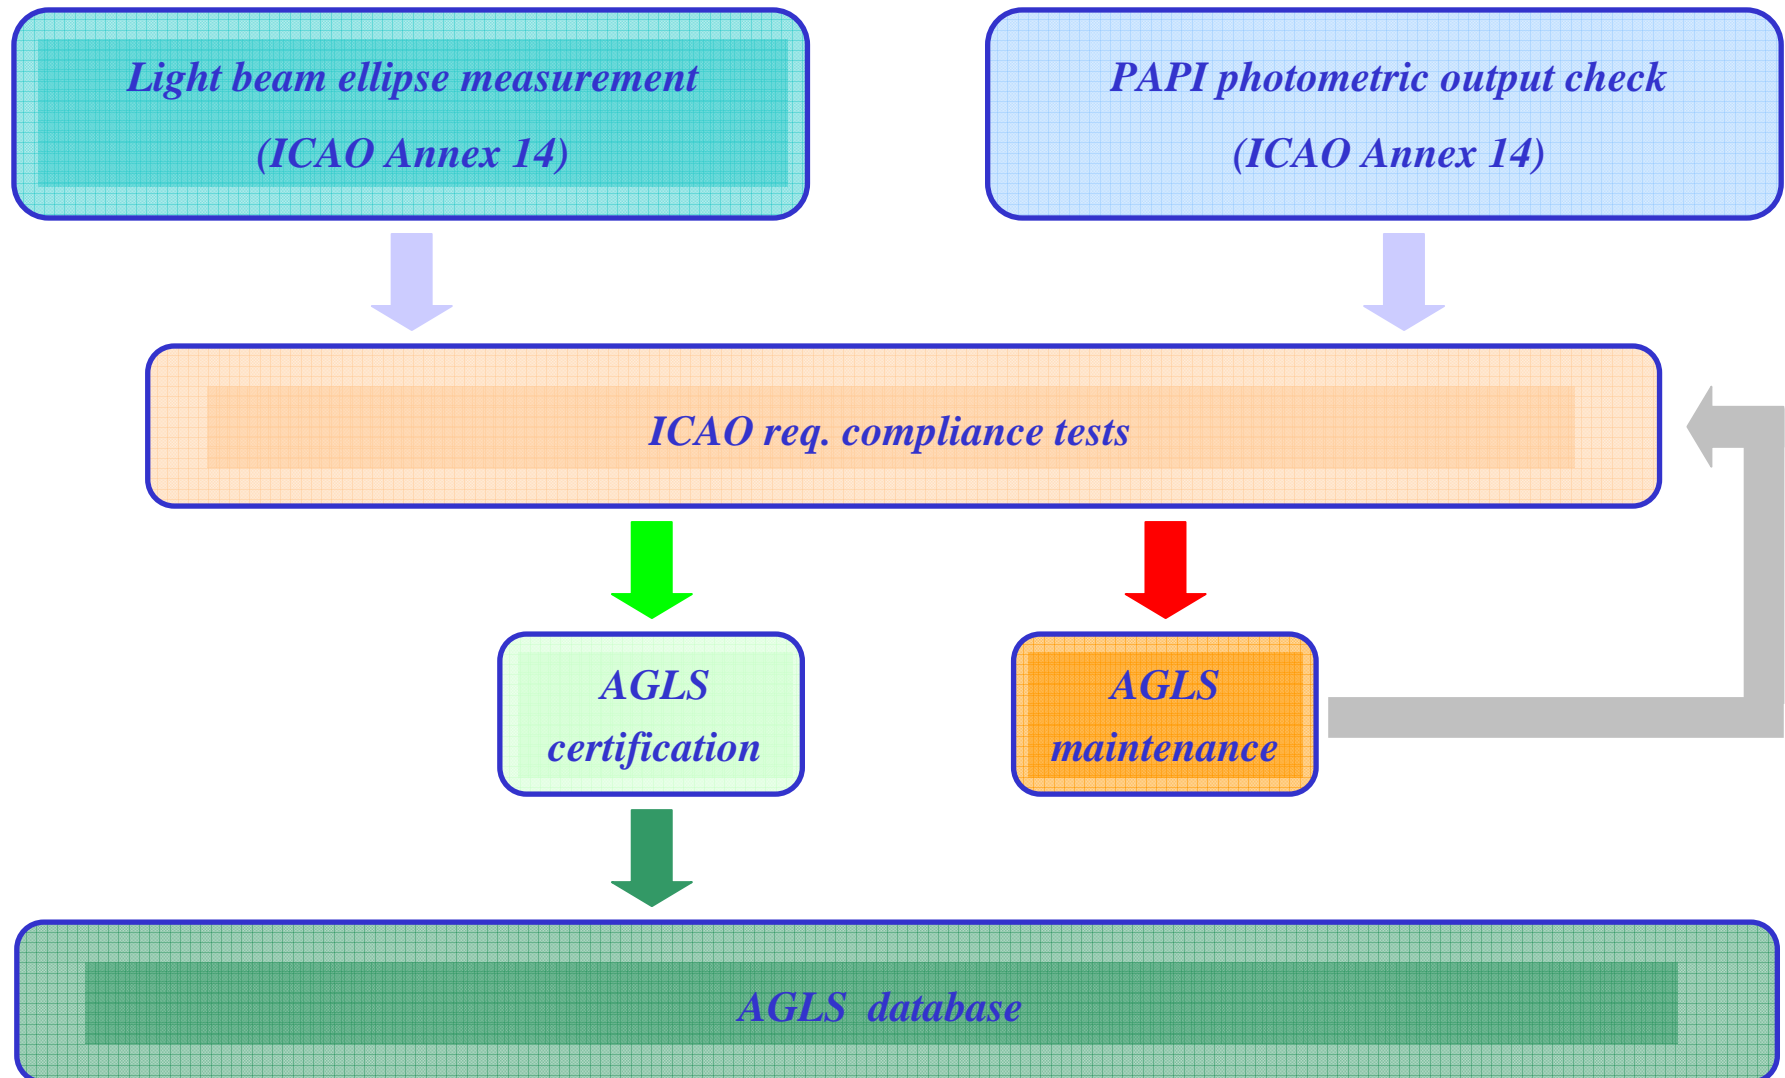 Light beam ellipse measurement
(ICAO Annex 14)
PAPI photometric output check
(ICAO Annex 14)
ICAO req. compliance tests
AGLS
certification
AGLS
maintenance
AGLS database